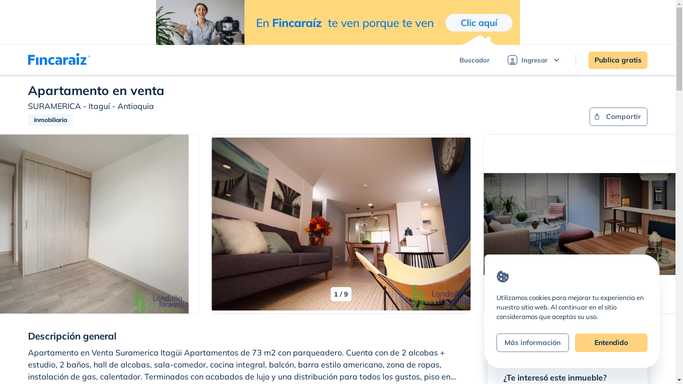 En Fincaraíz te ven porque te ven
Clic aquí
Fincaraíz
Buscador
Ingresar
Publica gratis
Apartamento en venta
SURAMERICA - Itaguí - Antioquia
Inmobiliaria
Compartir
1 / 9
Utilizamos cookies para mejorar tu experiencia en
nuestro sitio web. Al continuar en el sitio
consideramos que aceptas su uso.
Más información
Entendido
Descripción general
Apartamento en Venta Suramerica Itagüi Apartamentos de 73 m2 con parqueadero. Cuenta con de 2 alcobas +
estudio, 2 baños, hall de alcobas, sala-comedor, cocina integral, balcón, barra estilo americano, zona de ropas,
instalación de gas, calentador. Terminados con acabados de lujo y una distribución para todos los gustos, piso en...
¿Te interesó este inmueble?